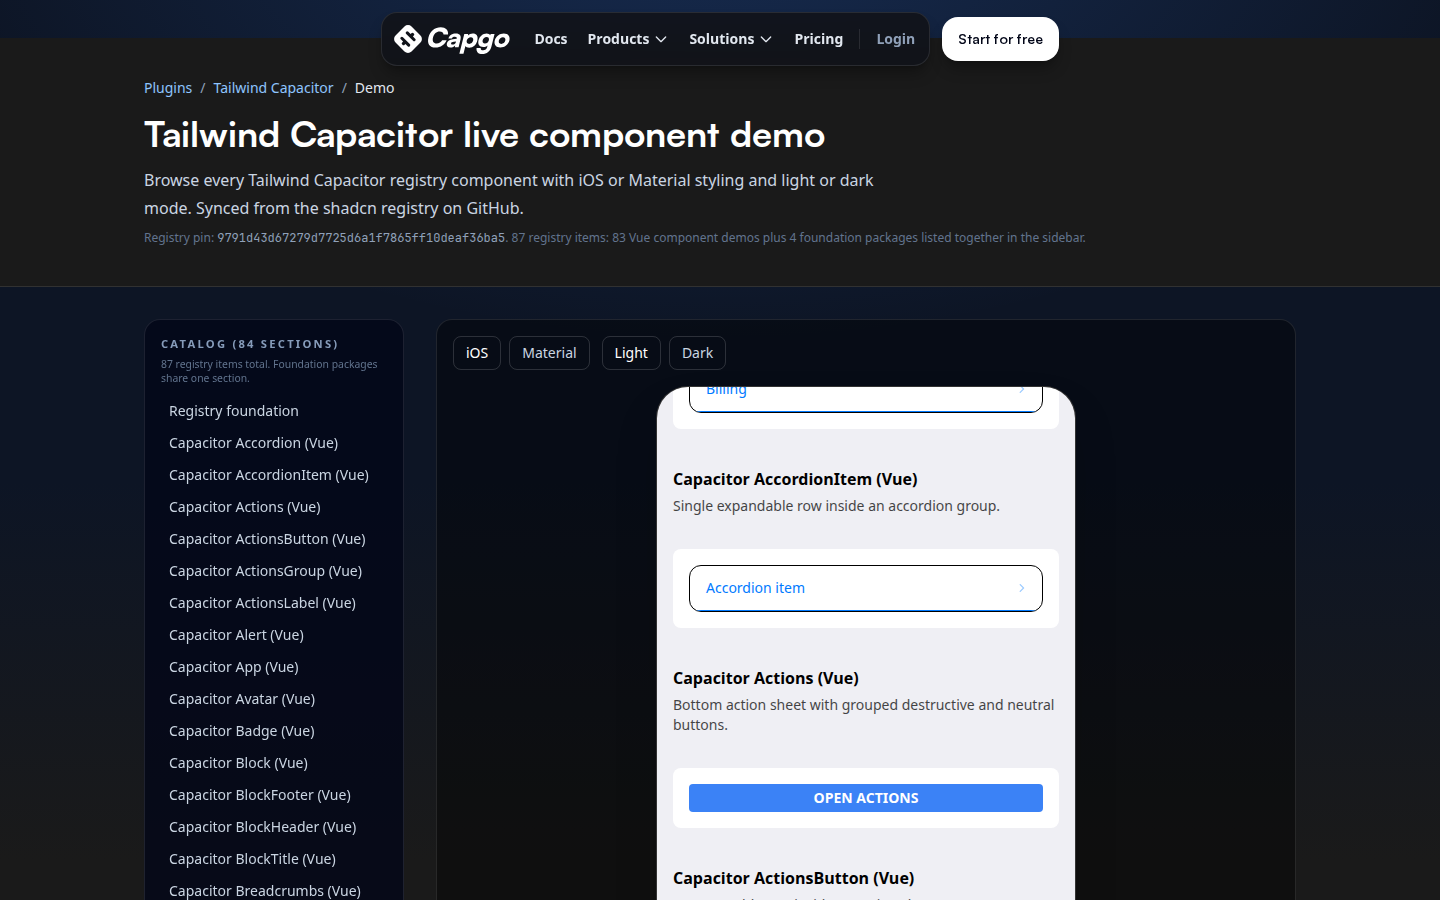 Capgo
Docs
Products
Solutions
Pricing
Login
Start for free
Plugins / Tailwind Capacitor / Demo
Tailwind Capacitor live component demo
Browse every Tailwind Capacitor registry component with iOS or Material styling and light or dark
mode. Synced from the shadcn registry on GitHub.
Registry pin: 9791d43d67279d7725d6a1f7865ff10deaf36ba5. 87 registry items: 83 Vue component demos plus 4 foundation packages listed together in the sidebar.
CATALOG (84 SECTIONS)
87 registry items total. Foundation packages
share one section.
Registry foundation
Capacitor Accordion (Vue)
Capacitor AccordionItem (Vue)
Capacitor Actions (Vue)
Capacitor ActionsButton (Vue)
Capacitor ActionsGroup (Vue)
Capacitor ActionsLabel (Vue)
Capacitor Alert (Vue)
Capacitor App (Vue)
Capacitor Avatar (Vue)
Capacitor Badge (Vue)
Capacitor Block (Vue)
Capacitor BlockFooter (Vue)
Capacitor BlockHeader (Vue)
Capacitor BlockTitle (Vue)
Capacitor Breadcrumbs (Vue)
iOS
Material
Light
Dark
Billing
Capacitor AccordionItem (Vue)
Single expandable row inside an accordion group.
Accordion item
Capacitor Actions (Vue)
Bottom action sheet with grouped destructive and neutral
buttons.
OPEN ACTIONS
Capacitor ActionsButton (Vue)